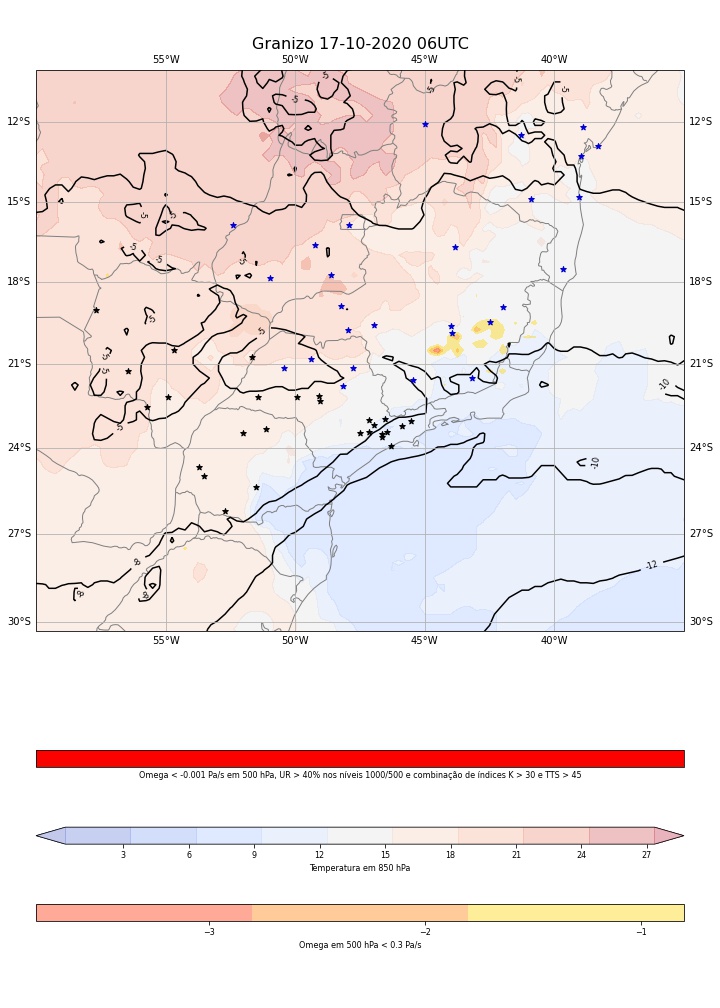 Granizo 17-10-2020 06UTC
55°W 50°W 45°W 40°W
12°S 12°S
15°S 15°S
18°S 18°S
21°S 21°S
24°S 24°S
27°S 27°S
30°S 30°S
-5 -5 -5 -5 -5
-5 -5 -5 -5 -5
-5 -5 -5 -5 -5
-10
-10
-8 -12
-8 -8
55°W 50°W 45°W 40°W
Omega < -0.001 Pa/s em 500 hPa, UR > 40% nos níveis 1000/500 e combinação de índices K > 30 e TTS > 45
3 6 9 12 15 18 21 24 27
Temperatura em 850 hPa
−3 −2 −1
Omega em 500 hPa < 0.3 Pa/s